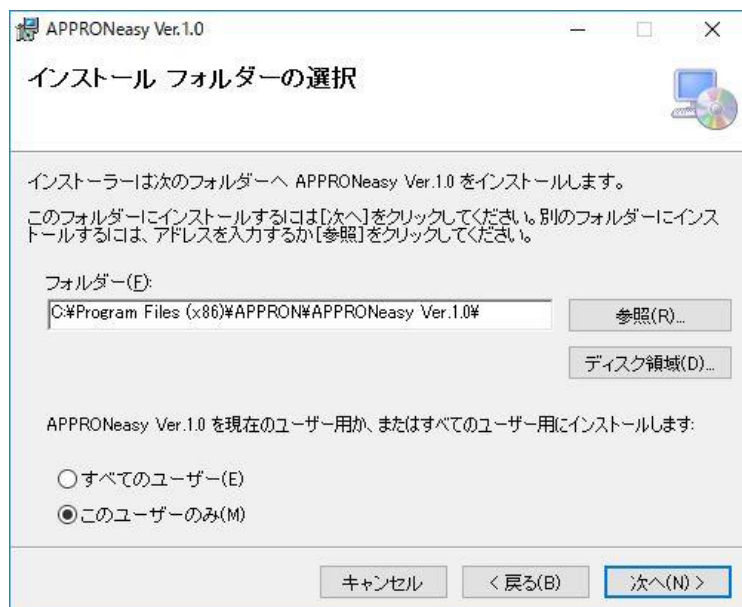 APPRONeasy Ver.1.0
インストール フォルダーの選択
インストーラーは次のフォルダーへ APPRONeasy Ver.1.0 をインストールします。
このフォルダーにインストールするには[次へ]をクリックしてください。別のフォルダーにインス
トールするには、アドレスを入力するか[参照]をクリックしてください。
フォルダー(F):
C:¥Program Files (x86)¥APPRON¥APPRONeasy Ver.1.0¥
参照(R)...
ディスク領域(D)...
APPRONeasy Ver.1.0 を現在のユーザー用か、またはすべてのユーザー用にインストールします:
すべてのユーザー(E)
このユーザーのみ(M)
キャンセル
< 戻る(B)
次へ(N) >